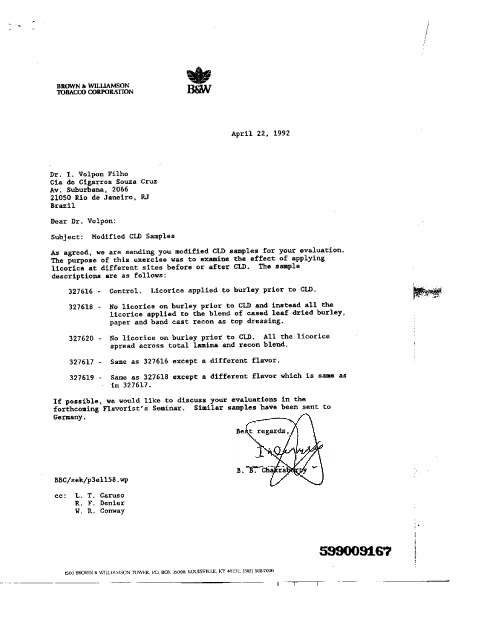 BROWN & WILLIAMSON
TOBACCO CORPORATION
B&W
April 22, 1992
Dr. I. Volpon Filho
Cia de Cigarros Souza Cruz
Av. Suburbana, 2066
21050 Rio de Janeiro, RJ
Brazil
Dear Dr. Volpon:
Subject: Modified CLD Samples
As agreed, we are sending you modified CLD samples for your evaluation.
The purpose of this exercise was to examine the effect of applying
licorice at different sites before or after CLD. The sample
descriptions are as follows:
327616 - Control. Licorice applied to burley prior to CLD.
327618 - No licorice on burley prior to CLD and instead all the
licorice applied to the blend of cased leaf dried burley,
paper and band cast recon as top dressing.
327620 - No licorice on burley prior to CLD. All the licorice
spread across total lamina and recon blend.
327617 - Same as 327616 except a different flavor.
327619 - Same as 327618 except a different flavor which is same as
in 327617.
If possible, we would like to discuss your evaluations in the
forthcoming Flavorist's Seminar. Similar samples have been sent to
Germany.
Best regards,
B. B. Chakraborty
BBC/sek/p3ell58.wp
cc: L. T. Caruso
R. F. Denier
W. R. Conway
599009167
1500 BROWN & WILLIAMSON TOWER, P.O. BOX 35090, LOUISVILLE, KY 40232, (502) 568-7000